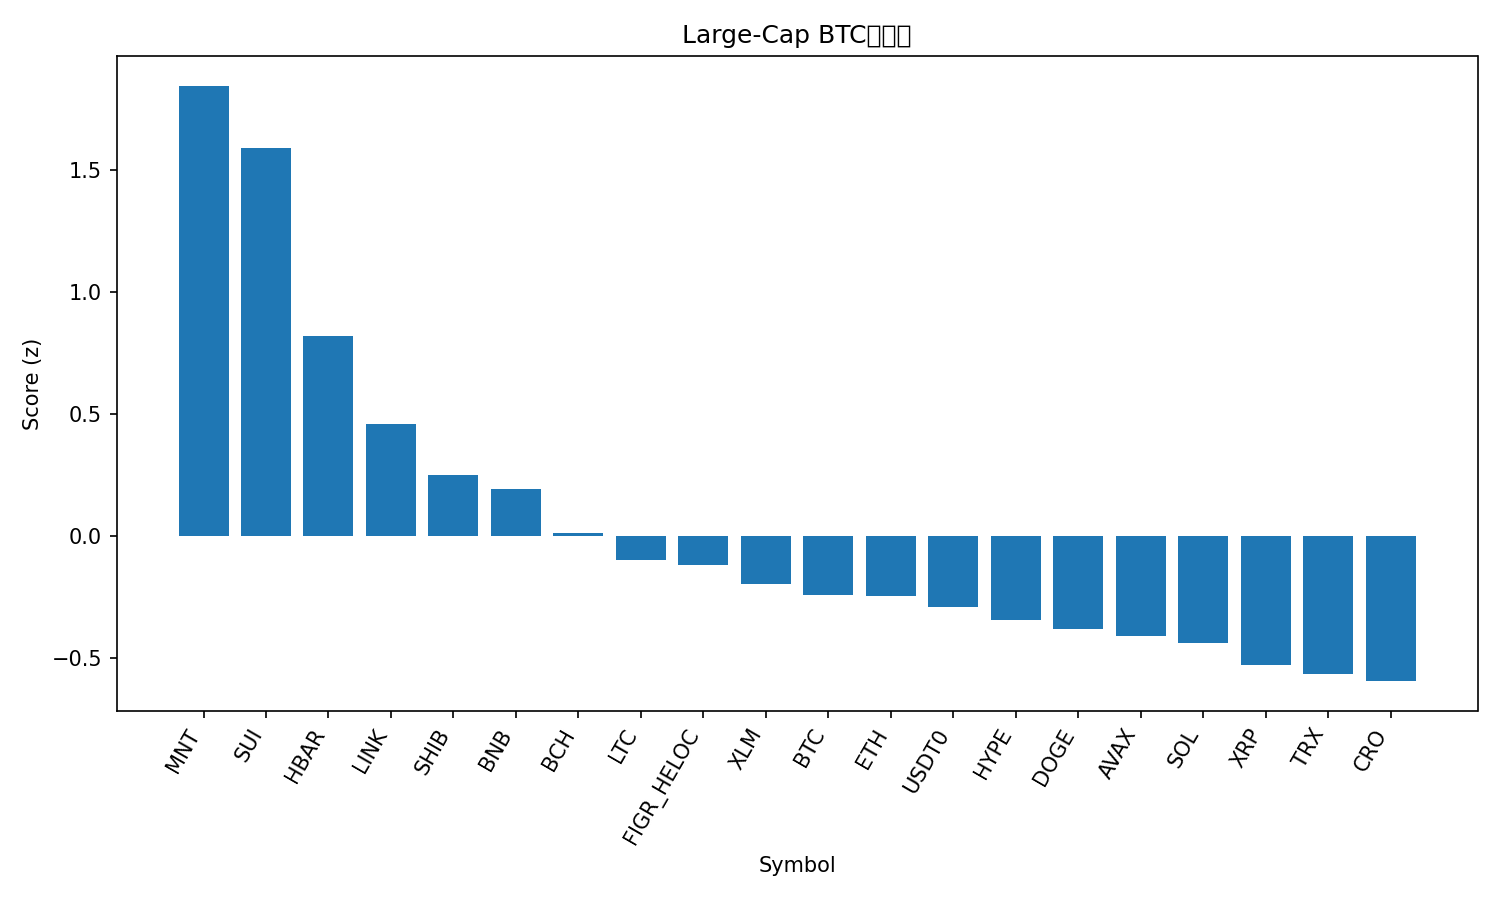 Large-Cap BTC
Score (z)
1.5
1.0
0.5
0.0
−0.5
MNT
SUI
HBAR
LINK
SHIB
BNB
BCH
LTC
FIGR_HELOC
XLM
BTC
ETH
USDT0
HYPE
DOGE
AVAX
SOL
XRP
TRX
CRO
Symbol